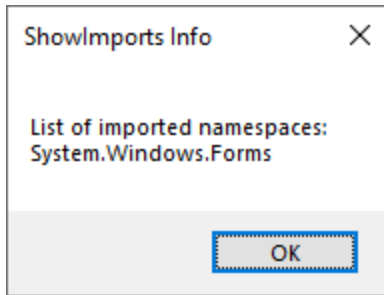 ShowImports Info
List of imported namespaces:
System.Windows.Forms
OK